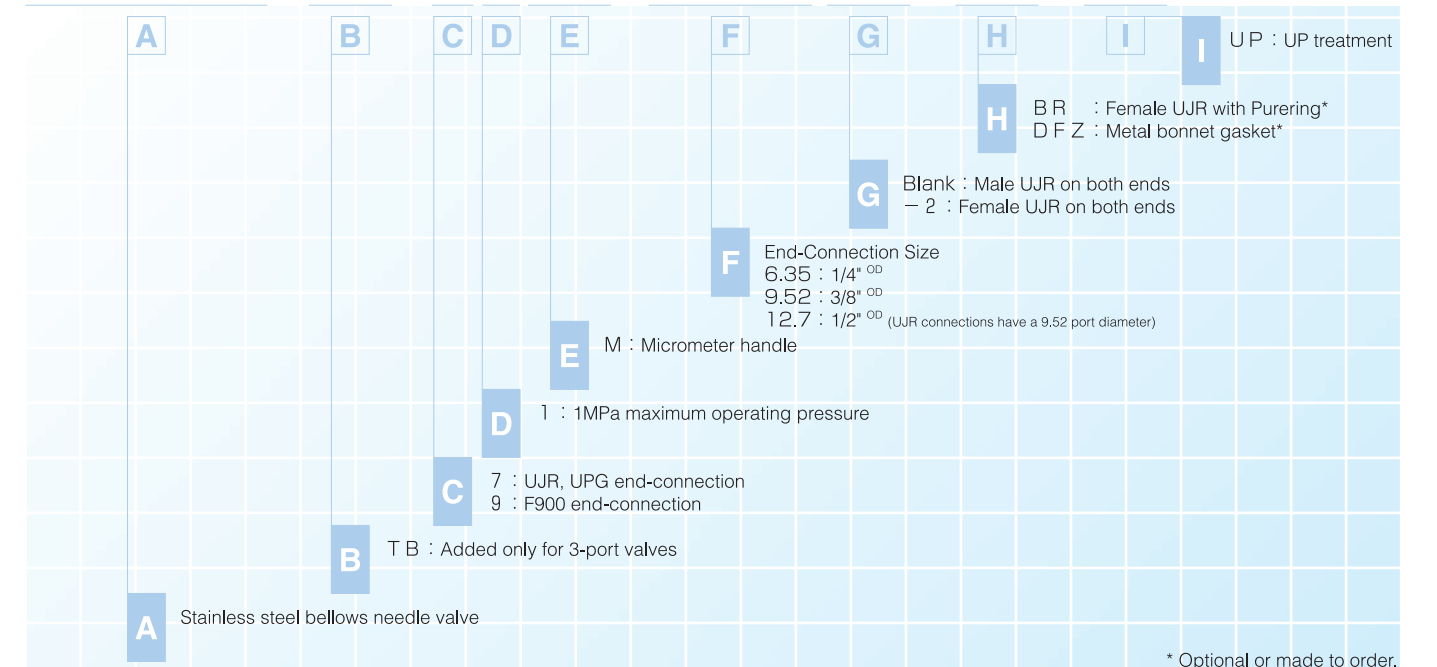 A B C D E F G H I
I UP : UP treatment
H BR : Female UJR with Purering*
DFZ : Metal bonnet gasket*
G Blank : Male UJR on both ends
－2 : Female UJR on both ends
F End-Connection Size
6.35 : 1/4" OD
9.52 : 3/8" OD
12.7 : 1/2" OD (UJR connections have a 9.52 port diameter)
E M : Micrometer handle
D 1 : 1MPa maximum operating pressure
C 7 : UJR, UPG end-connection
9 : F900 end-connection
B TB : Added only for 3-port valves
A Stainless steel bellows needle valve
* Optional or made to order.